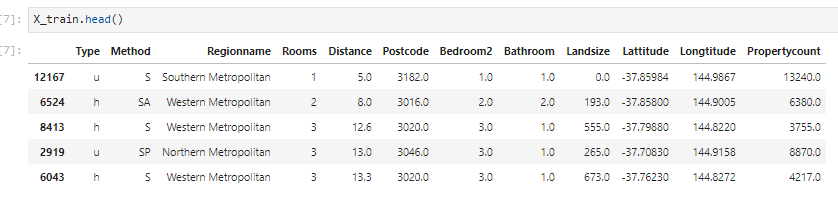 [7]: X_train.head()
[7]:
Type Method Regionname Rooms Distance Postcode Bedroom2 Bathroom Landsize Lattitude Longtitude Propertycount
12167 u S Southern Metropolitan 1 5.0 3182.0 1.0 1.0 0.0 -37.85984 144.9867 13240.0
6524 h SA Western Metropolitan 2 8.0 3016.0 2.0 2.0 193.0 -37.85800 144.9005 6380.0
8413 h S Western Metropolitan 3 12.6 3020.0 3.0 1.0 555.0 -37.79880 144.8220 3755.0
2919 u SP Northern Metropolitan 3 13.0 3046.0 3.0 1.0 265.0 -37.70830 144.9158 8870.0
6043 h S Western Metropolitan 3 13.3 3020.0 3.0 1.0 673.0 -37.76230 144.8272 4217.0